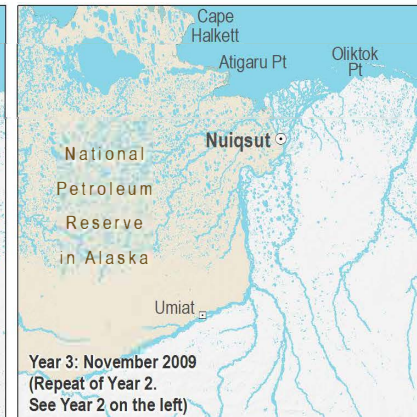 Cape
Halkett
Atigaru Pt
Oliktok
Pt
Nuiqsut
National
Petroleum
Reserve
in Alaska
Umiat
Year 3: November 2009
(Repeat of Year 2.
See Year 2 on the left)